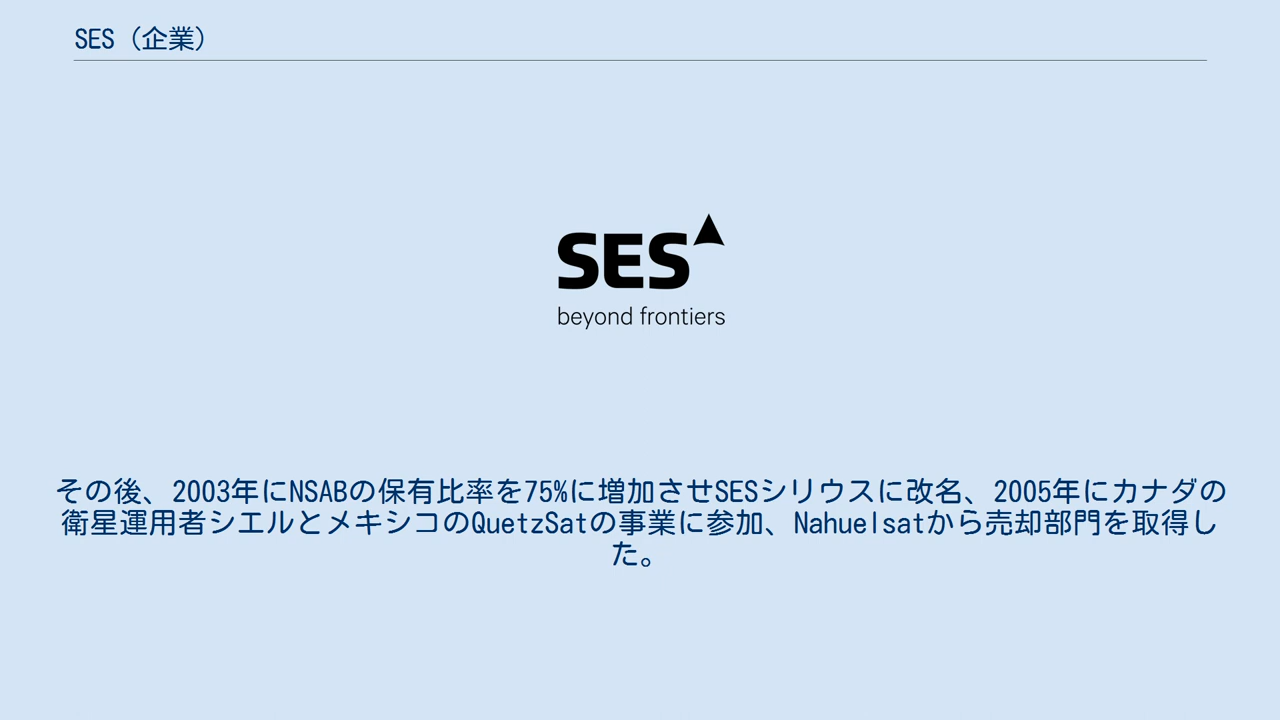 SES（企業）
SES
beyond frontiers
その後、2003年にNSABの保有比率を75%に増加させSESシリウスに改名、2005年にカナダの
衛星運用者シエルとメキシコのQuetzSatの事業に参加、Nahuelsatから売却部門を取得し
た。